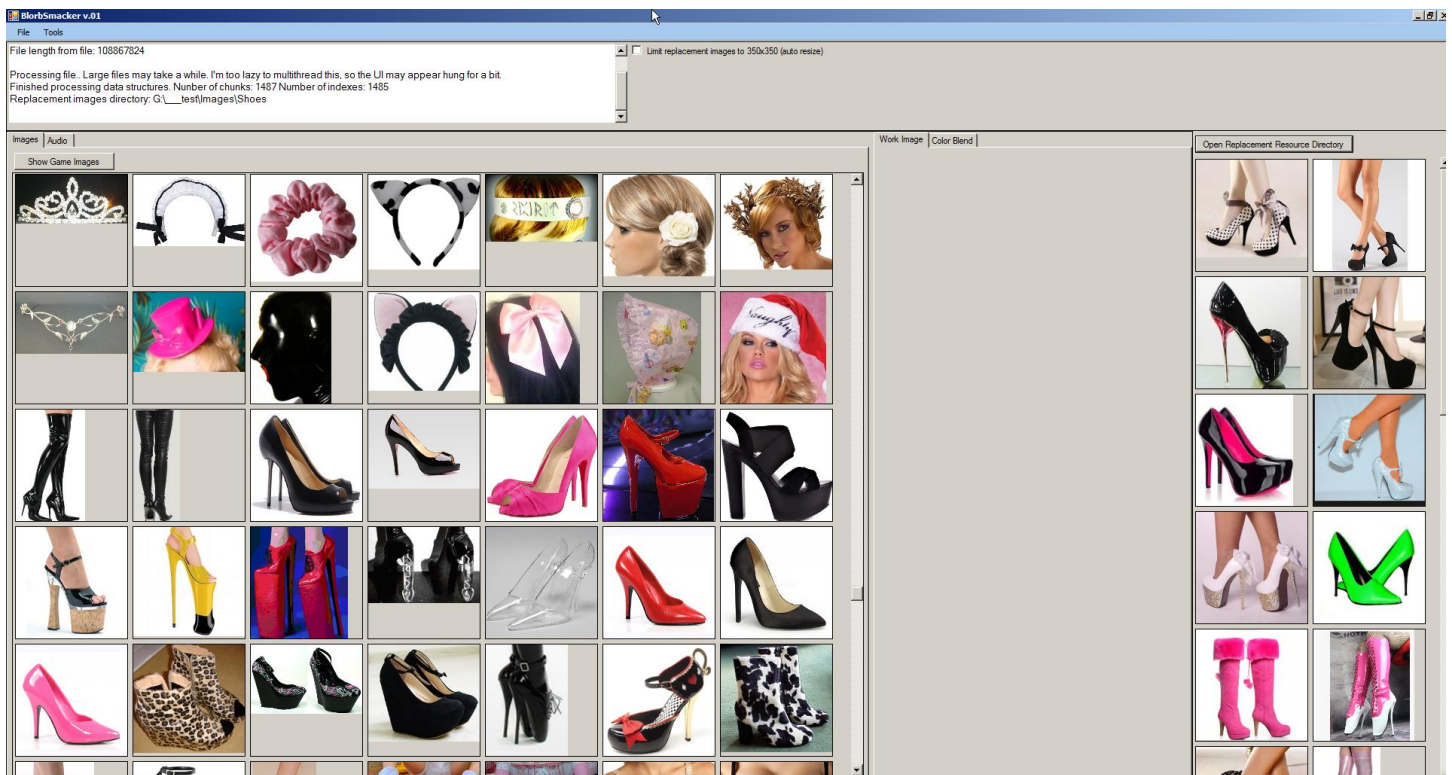 BlorbSmacker v.01
File Tools
File length from file: 108867824
Processing file.. Large files may take a while. I'm too lazy to multithread this, so the UI may appear hung for a bit.
Finished processing data structures. Nunber of chunks: 1487 Number of indexes: 1485
Replacement images directory: G:\___test\Images\Shoes
Limit replacement images to 350x350 (auto resize)
Images Audio
Work Image Color Blend
Show Game Images
Open Replacement Resource Directory
Naughty